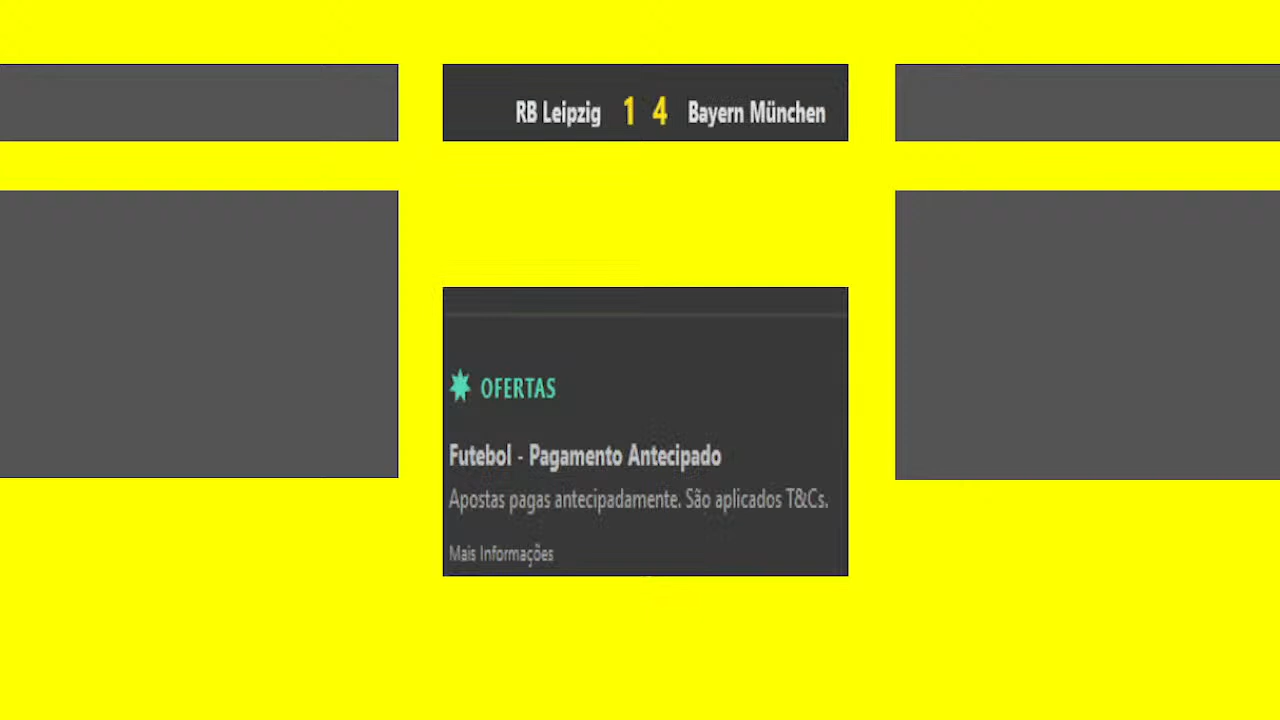 RB Leipzig 1 4 Bayern München
OFERTAS
Futebol - Pagamento Antecipado
Apostas pagas antecipadamente. São aplicados T&Cs.
Mais Informações